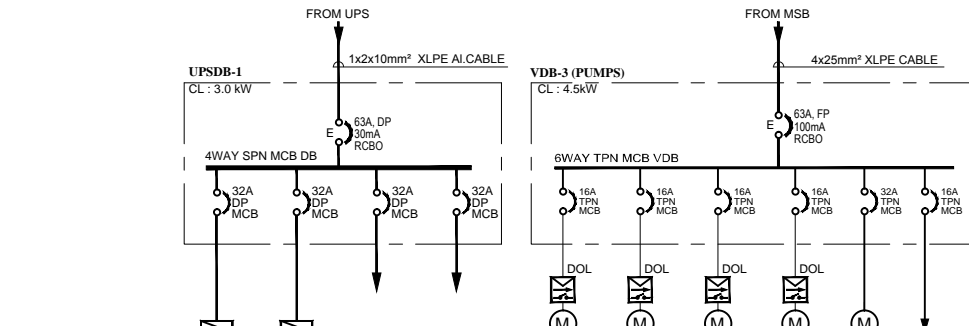 FROM UPS
1x2x10mm² XLPE Al.CABLE
UPSDB-1
CL : 3.0 kW
63A, DP
E 30mA
RCBO
4WAY SPN MCB DB
32A
DP
MCB
32A
DP
MCB
32A
DP
MCB
32A
DP
MCB
FROM MSB
4x25mm² XLPE CABLE
VDB-3 (PUMPS)
CL : 4.5kW
63A, FP
E 100mA
RCBO
6WAY TPN MCB VDB
16A
TPN
MCB
16A
TPN
MCB
16A
TPN
MCB
16A
TPN
MCB
32A
TPN
MCB
16A
TPN
MCB
DOL
DOL
DOL
DOL
M
M
M
M
M